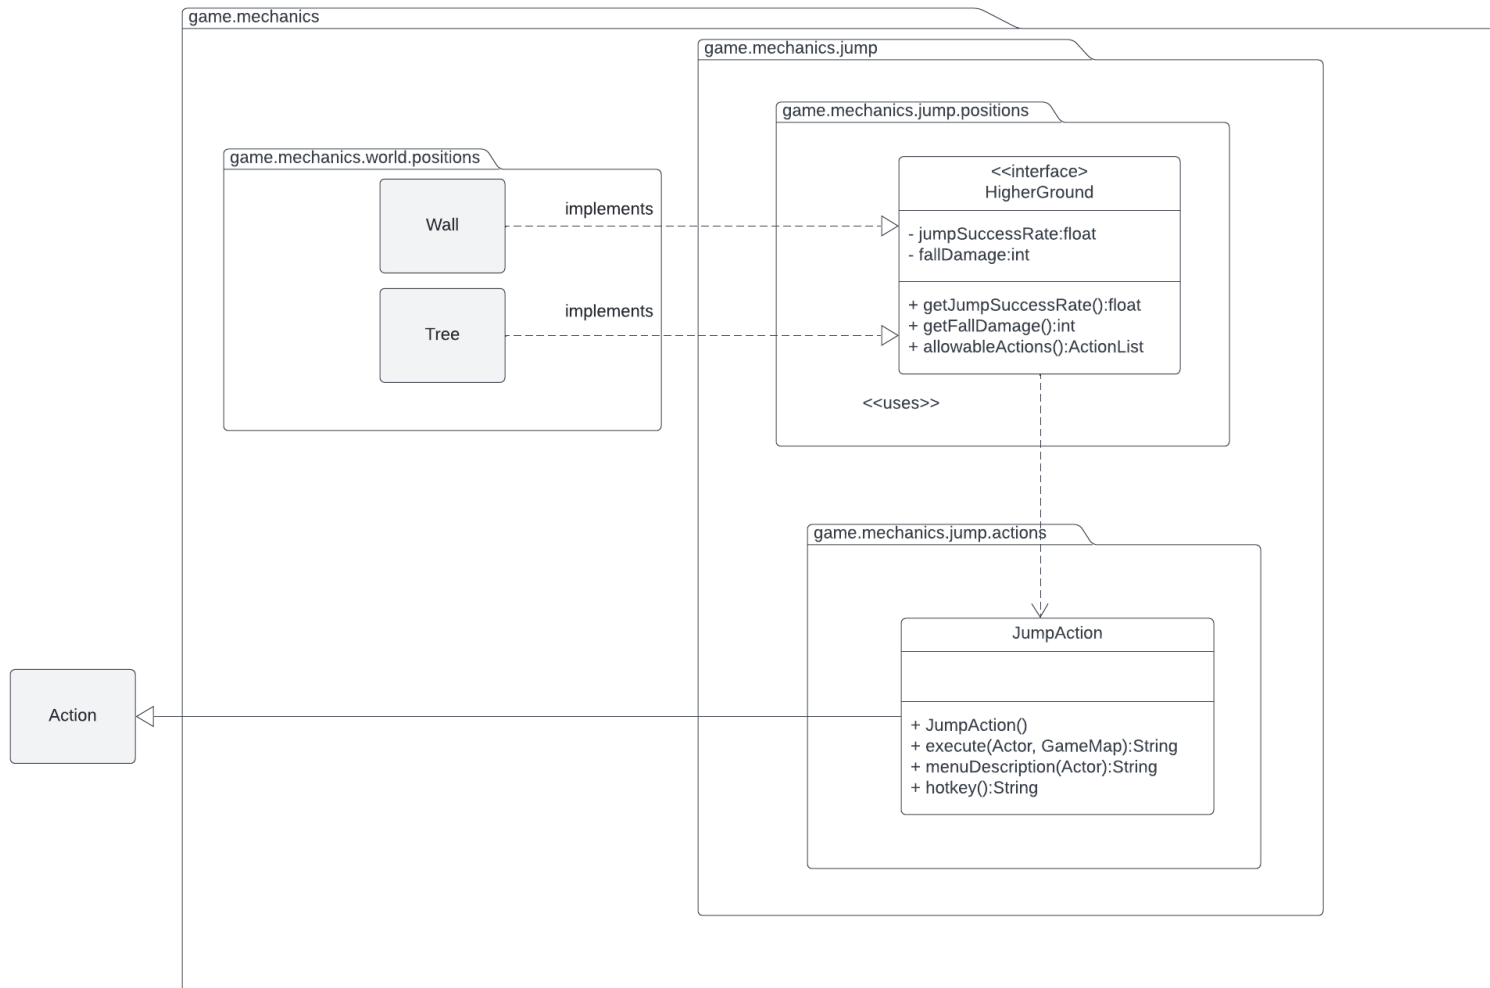 game.mechanics
game.mechanics.jump
game.mechanics.jump.positions
game.mechanics.world.positions
<<interface>>
HigherGround
Wall
implements
- jumpSuccessRate:float
- fallDamage:int
implements
+ getJumpSuccessRate():float
+ getFallDamage():int
+ allowableActions():ActionList
Tree
<<uses>>
game.mechanics.jump.actions
JumpAction
Action
+ JumpAction()
+ execute(Actor, GameMap):String
+ menuDescription(Actor):String
+ hotkey():String